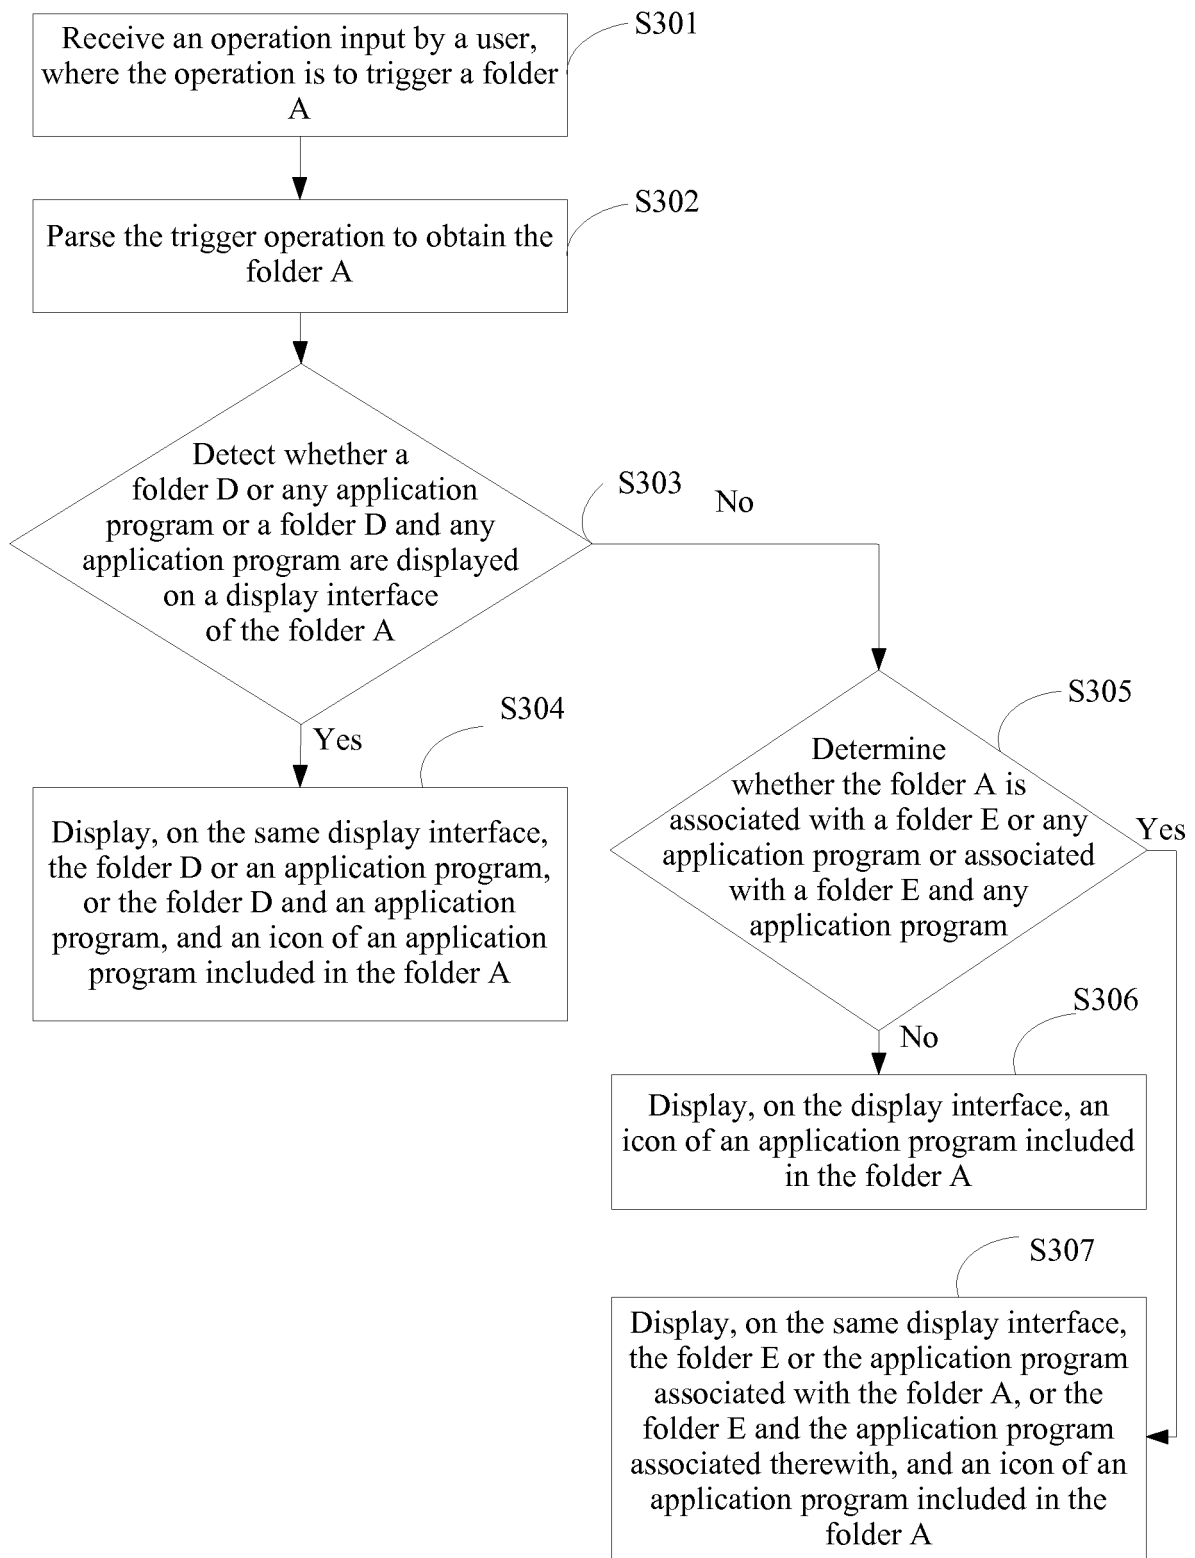 Receive an operation input by a user,
where the operation is to trigger a folder
A
S301
Parse the trigger operation to obtain the
folder A
S302
Detect whether a
folder D or any application
program or a folder D and any
application program are displayed
on a display interface
of the folder A
S303
No
Yes
S304
Display, on the same display interface,
the folder D or an application program,
or the folder D and an application
program, and an icon of an application
program included in the folder A
S305
Determine
whether the folder A is
associated with a folder E or any
application program or associated
with a folder E and any
application program
Yes
No
S306
Display, on the display interface, an
icon of an application program included
in the folder A
S307
Display, on the same display interface,
the folder E or the application program
associated with the folder A, or the
folder E and the application program
associated therewith, and an icon of an
application program included in the
folder A